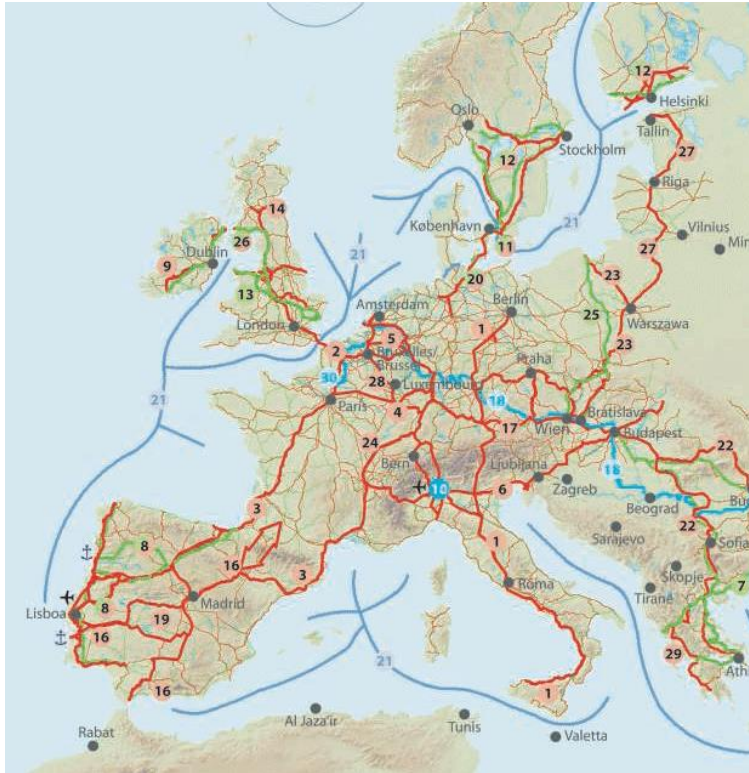 12
Helsinki
Oslo
Tallin
Stockholm
12
27
Riga
14
København
21
Vilnius
26
11
27
Min
9
Dublin
21
20
23
13
Amsterdam
Berlin
25
Warszawa
London
1
5
23
2
Bruxelles/
Brussel
Praha
30
28
Luxembourg
18
Paris
4
Bratislava
21
17
Wien
Budapest
24
22
Bern
Ljubljana
18
10
6
Zagreb
Beograd
Bu
3
22
8
1
Sarajevo
Sofia
16
3
Skopje
Roma
7
Lisboa
8
Madrid
Tirane
19
16
29
21
Ath
16
1
Al Jaza'ir
Tunis
Rabat
Valetta